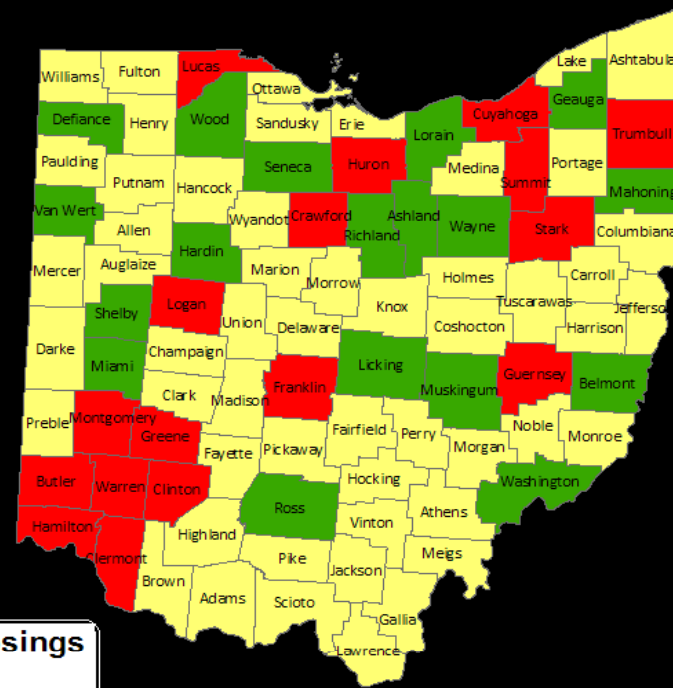 Williams
Fulton
Lucas
Ottawa
Lake
Ashtabula
Defiance
Henry
Wood
Sandusky
Erie
Lorain
Cuyahoga
Geauga
Trumbull
Paulding
Putnam
Hancock
Seneca
Huron
Medina
Summit
Portage
Mahoning
Van Wert
Allen
Wyandot
Crawford
Richland
Ashland
Wayne
Stark
Columbiana
Mercer
Auglaize
Hardin
Marion
Morrow
Holmes
Carroll
Tuscarawas
Jefferso
Shelby
Logan
Union
Delaware
Knox
Coshocton
Harrison
Darke
Miami
Champaign
Licking
Muskingum
Guernsey
Belmont
Clark
Madison
Franklin
Preble
Montgomery
Greene
Fayette
Pickaway
Fairfield
Perry
Morgan
Noble
Monroe
Butler
Warren
Clinton
Ross
Hocking
Athens
Washington
Hamilton
Clermont
Highland
Vinton
Meigs
Brown
Pike
Jackson
Adams
Scioto
Gallia
Lawrence
sings